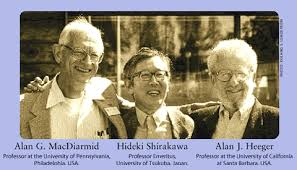 Alan G. MacDiarmid
Professor at the University of Pennsylvania,
Philadelphia. USA.
Hideki Shirakawa
Professor Emeritus,
University of Tsukuba. Japan.
Alan J. Heeger
Professor at the University of California
at Santa Barbara. USA.